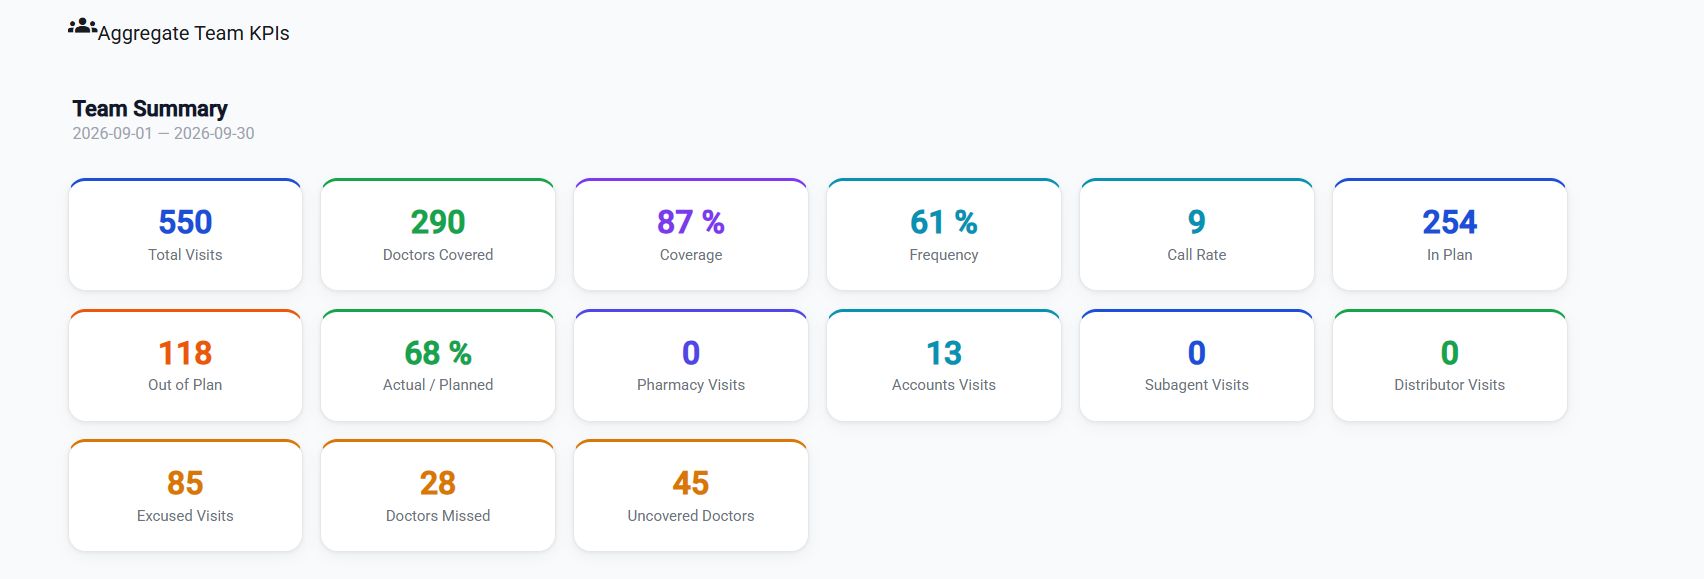 Aggregate Team KPIs
Team Summary
2026-09-01 — 2026-09-30
550
Total Visits
290
Doctors Covered
87 %
Coverage
61 %
Frequency
9
Call Rate
254
In Plan
118
Out of Plan
68 %
Actual / Planned
0
Pharmacy Visits
13
Accounts Visits
0
Subagent Visits
0
Distributor Visits
85
Excused Visits
28
Doctors Missed
45
Uncovered Doctors